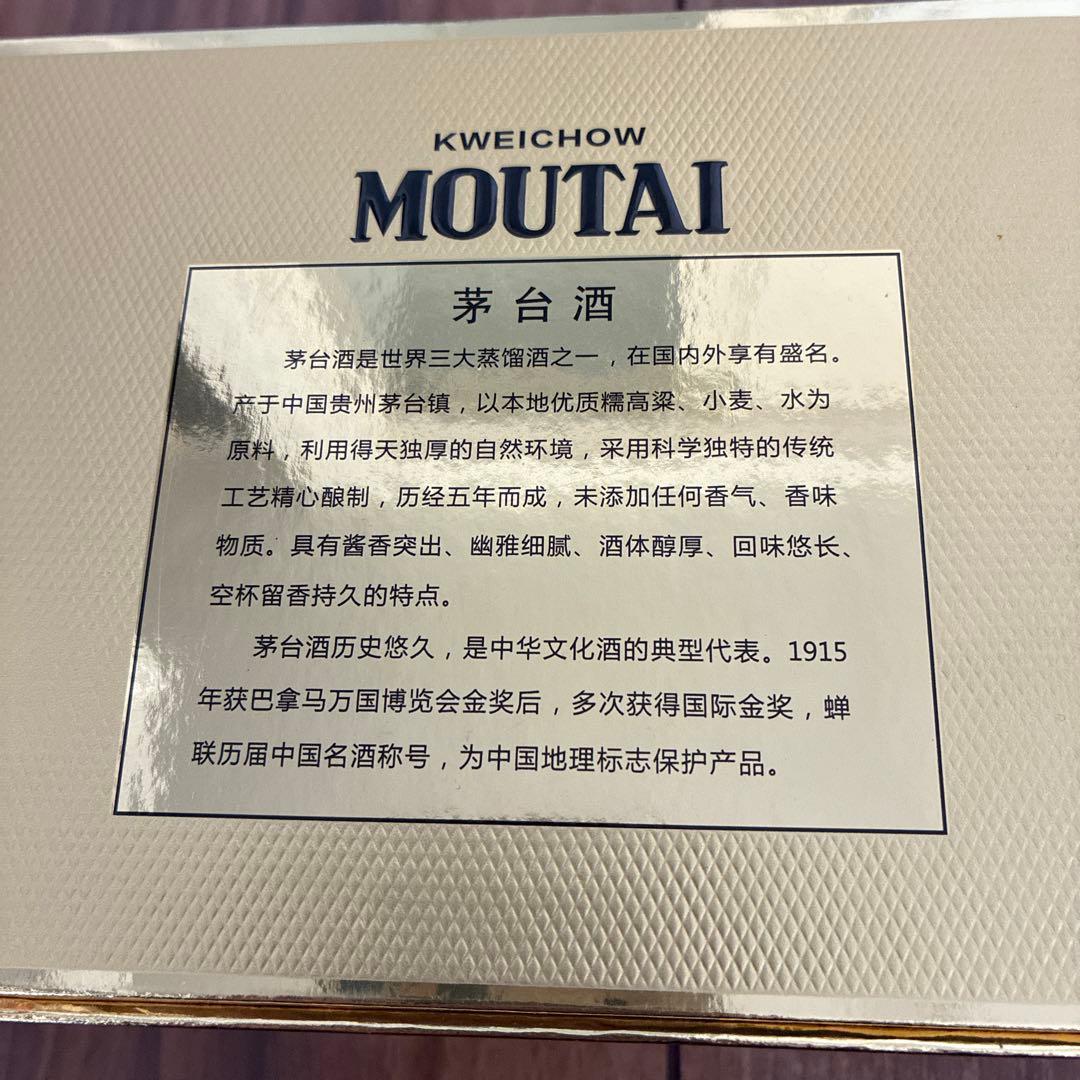 KWEICHOW
MOUTAI
茅台酒
茅台酒是世界三大蒸馏酒之一，在国内外享有盛名。
产于中国贵州茅台镇，以本地优质糯高粱、小麦、水为
原料，利用得天独厚的自然环境，采用科学独特的传统
工艺精心酿制，历经五年而成，未添加任何香气、香味
物质。具有酱香突出、幽雅细腻、酒体醇厚、回味悠长、
空杯留香持久的特点。
茅台酒历史悠久，是中华文化酒的典型代表。1915
年获巴拿马万国博览会金奖后，多次获得国际金奖，蝉
联历届中国名酒称号，为中国地理标志保护产品。